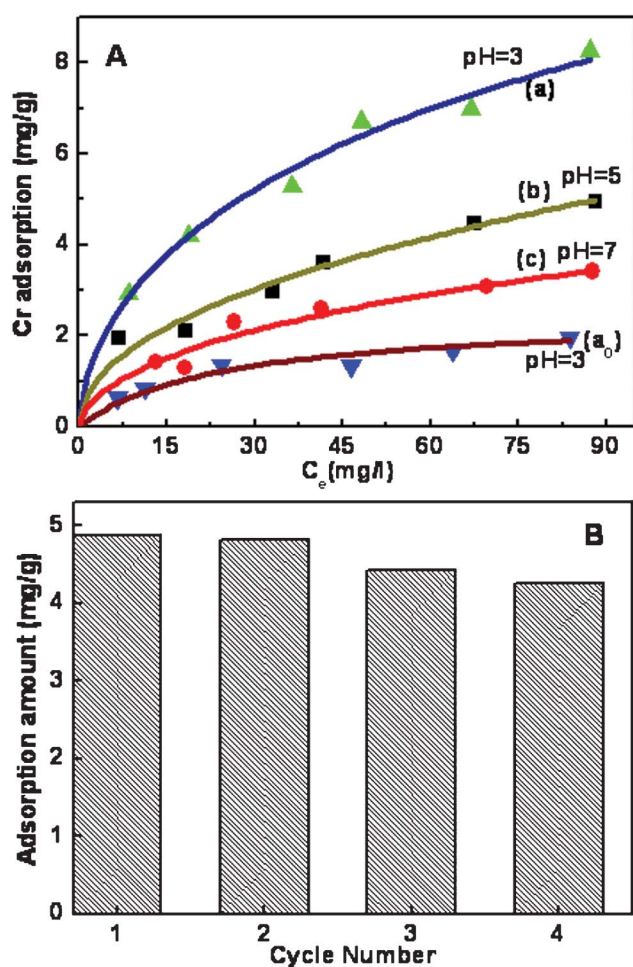 A
pH=3
(a)
8
6
4
2
0
Cr adsorption (mg/g)
pH=5
(b)
pH=7
(c)
(a0)
pH=3
0 15 30 45 60 75 90
Ce(mg/l)
B
5
4
3
2
1
0
Adsorption amount (mg/g)
1 2 3 4
Cycle Number